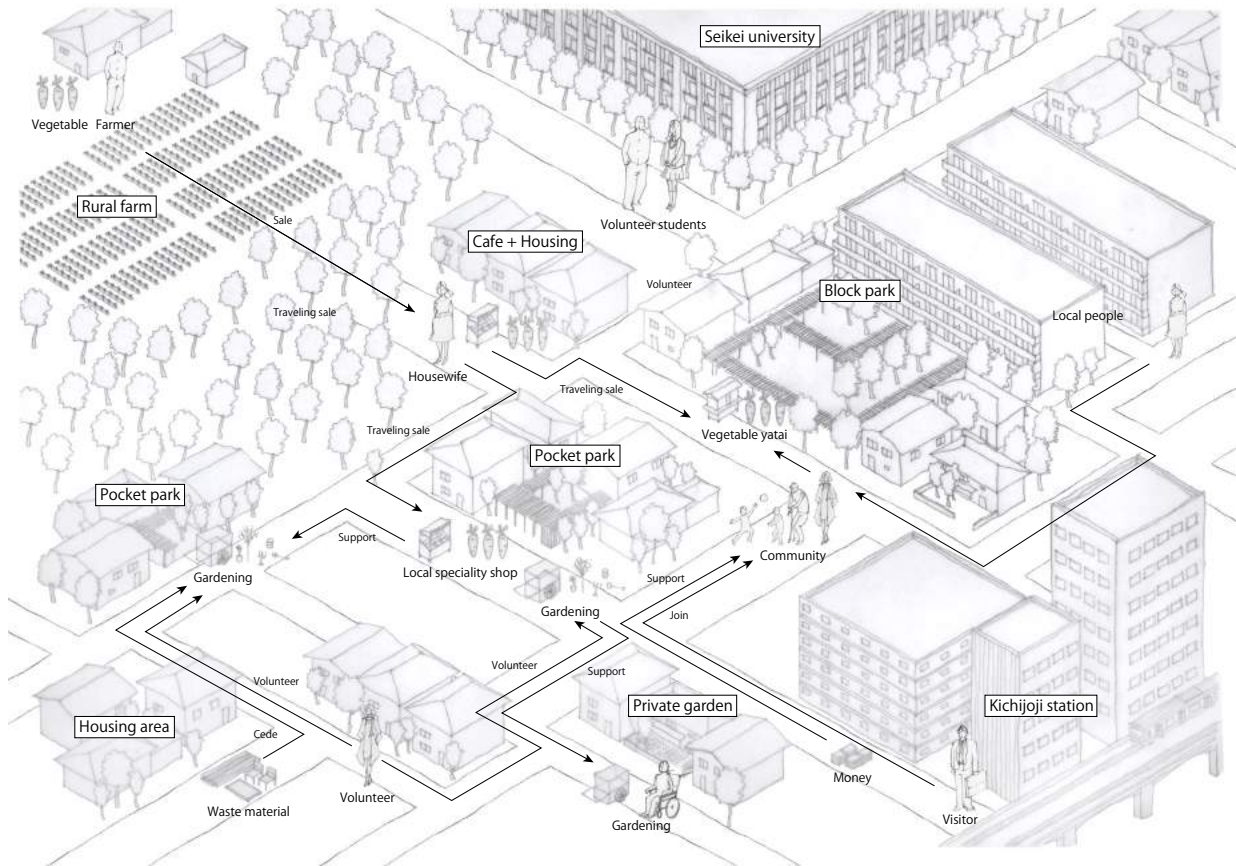 Seikei university
Vegetable
Farmer
Rural farm
Sale
Volunteer students
Cafe + Housing
Volunteer
Block park
Traveling sale
Local people
Housewife
Traveling sale
Vegetable yatai
Traveling sale
Pocket park
Pocket park
Support
Local speciality shop
Community
Gardening
Support
Gardening
Join
Volunteer
Volunteer
Support
Housing area
Private garden
Kichijoji station
Cede
Money
Waste material
Volunteer
Gardening
Visitor